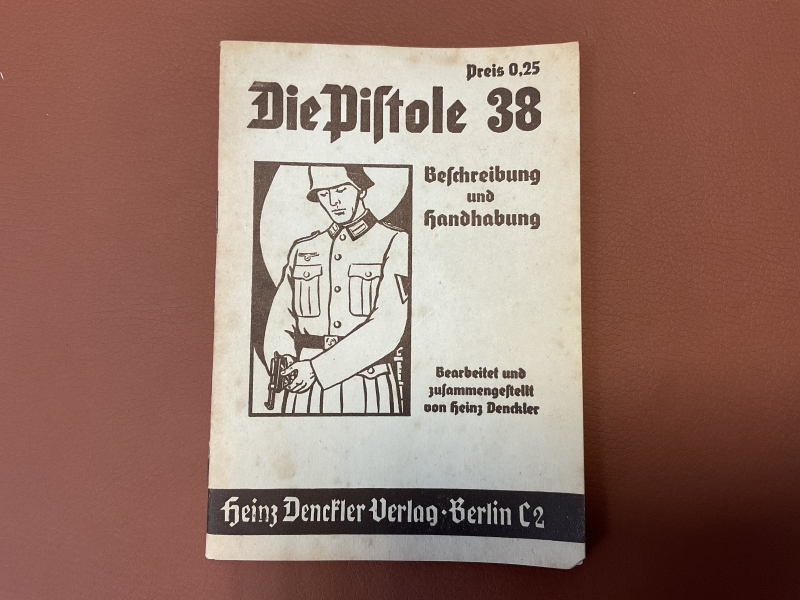 Preis 0,25
Die Piſtole 38
Beſchreibung
und
Handhabung
Bearbeitet und
zuſammengeſtellt
von Heinz Denckler
Heinz Denckler Verlag · Berlin C2